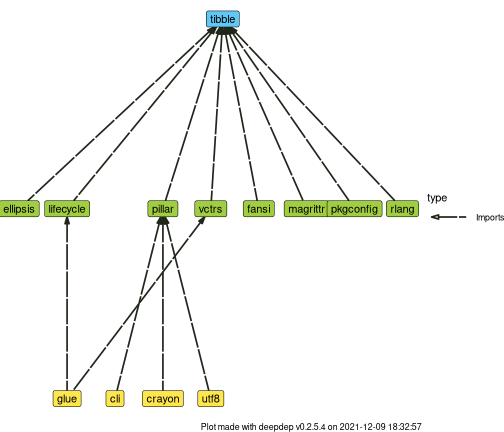 tibble
ellipsis lifecycle pillar vctrs fansi magrittr pkgconfig rlang
type
Imports
glue cli crayon utf8
Plot made with deepdep v0.2.5.4 on 2021-12-09 18:32:57